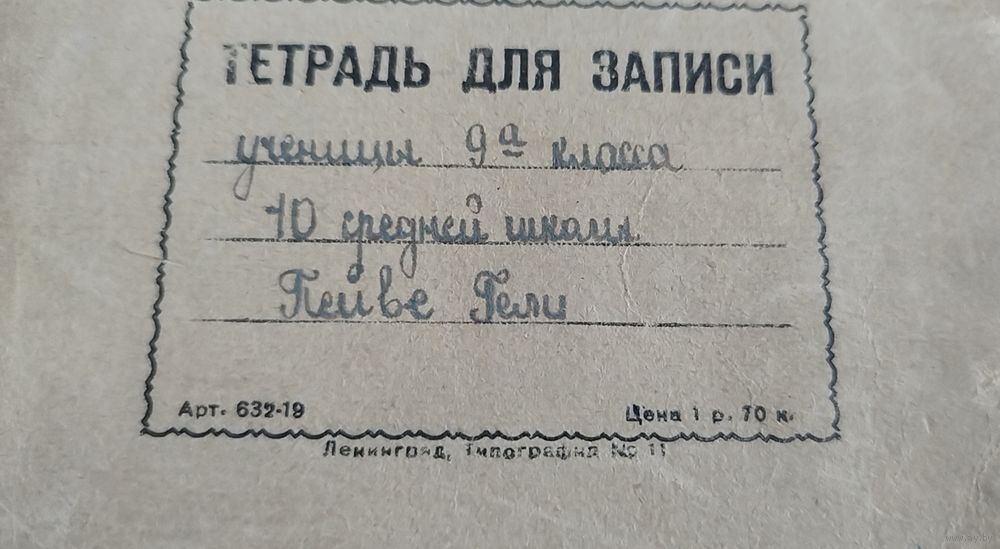 ТЕТРАДЬ ДЛЯ ЗАПИСИ
ученицы 9а класса
10 средней школы
Пейве Гели
Арт. 632-19
Цена 1 р. 70 к.
Ленинград, Типография № 11